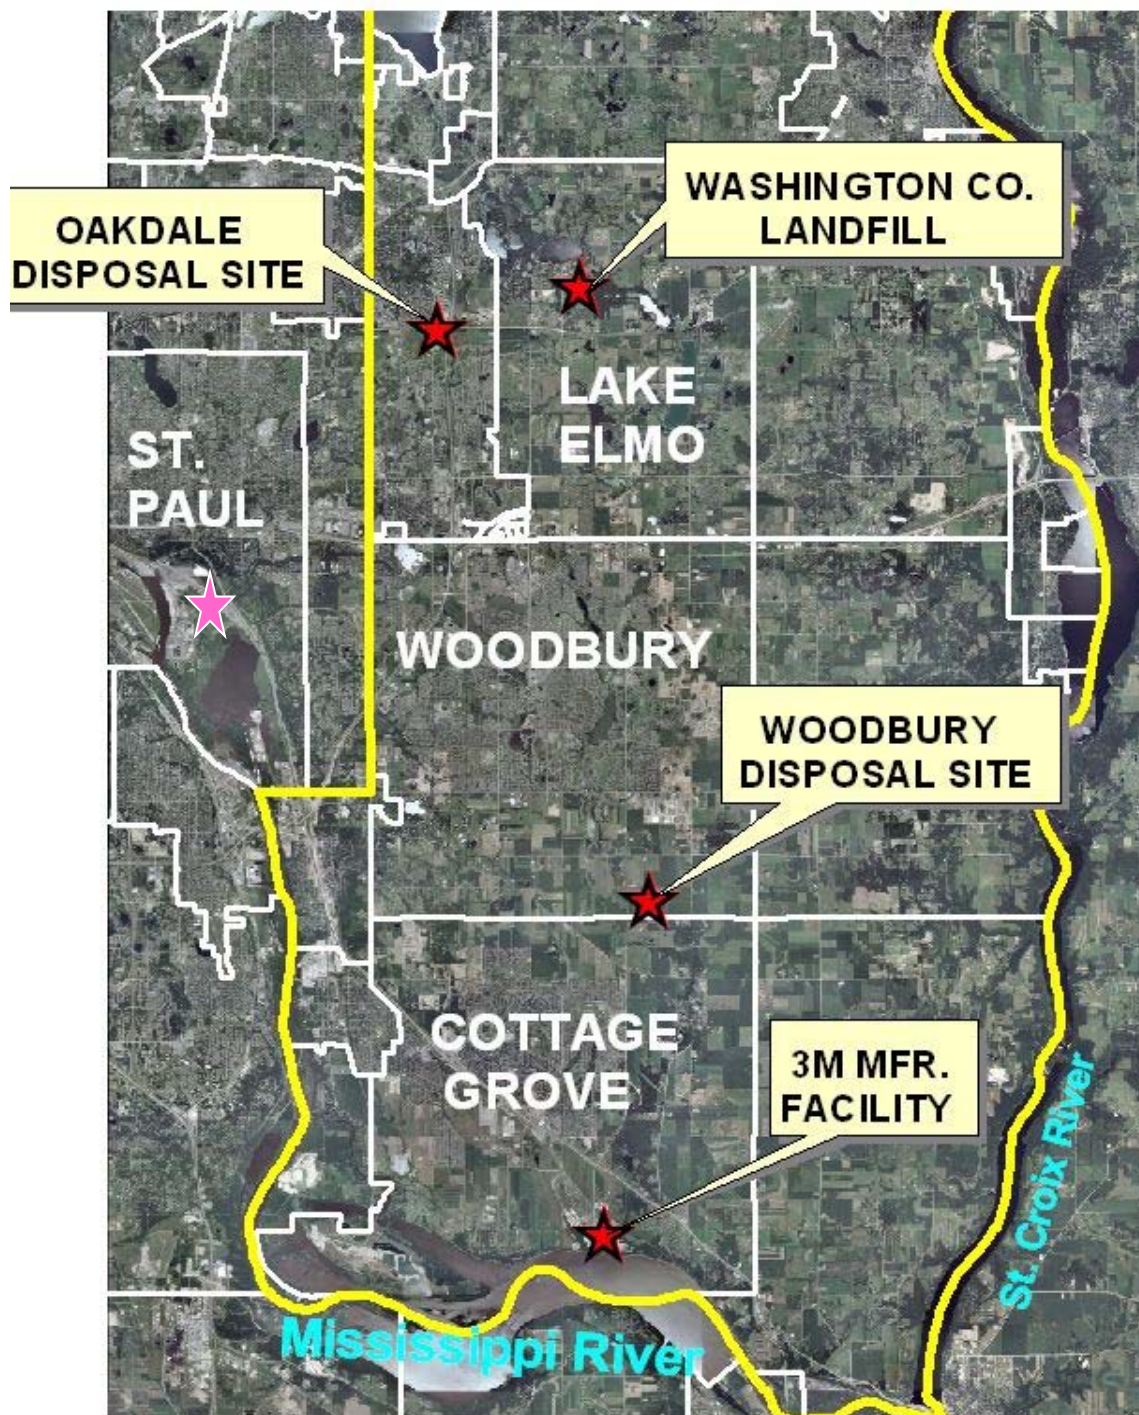 WASHINGTON CO.
LANDFILL
OAKDALE
DISPOSAL SITE
LAKE
ELMO
ST.
PAUL
WOODBURY
WOODBURY
DISPOSAL SITE
COTTAGE
GROVE
3M MFR.
FACILITY
St. Croix River
Mississippi River